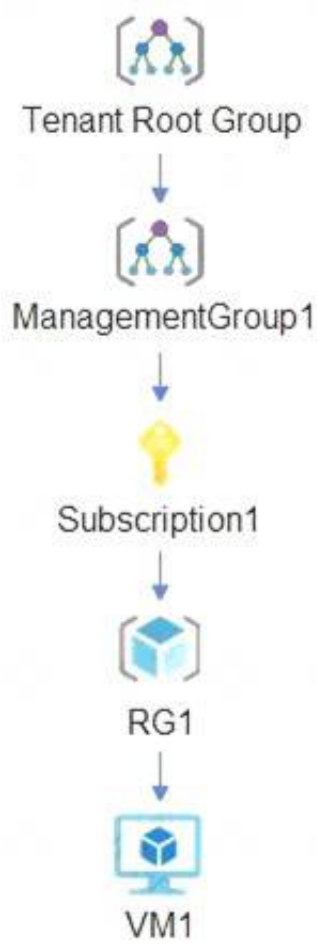 Tenant Root Group
ManagementGroup1
Subscription1
RG1
VM1